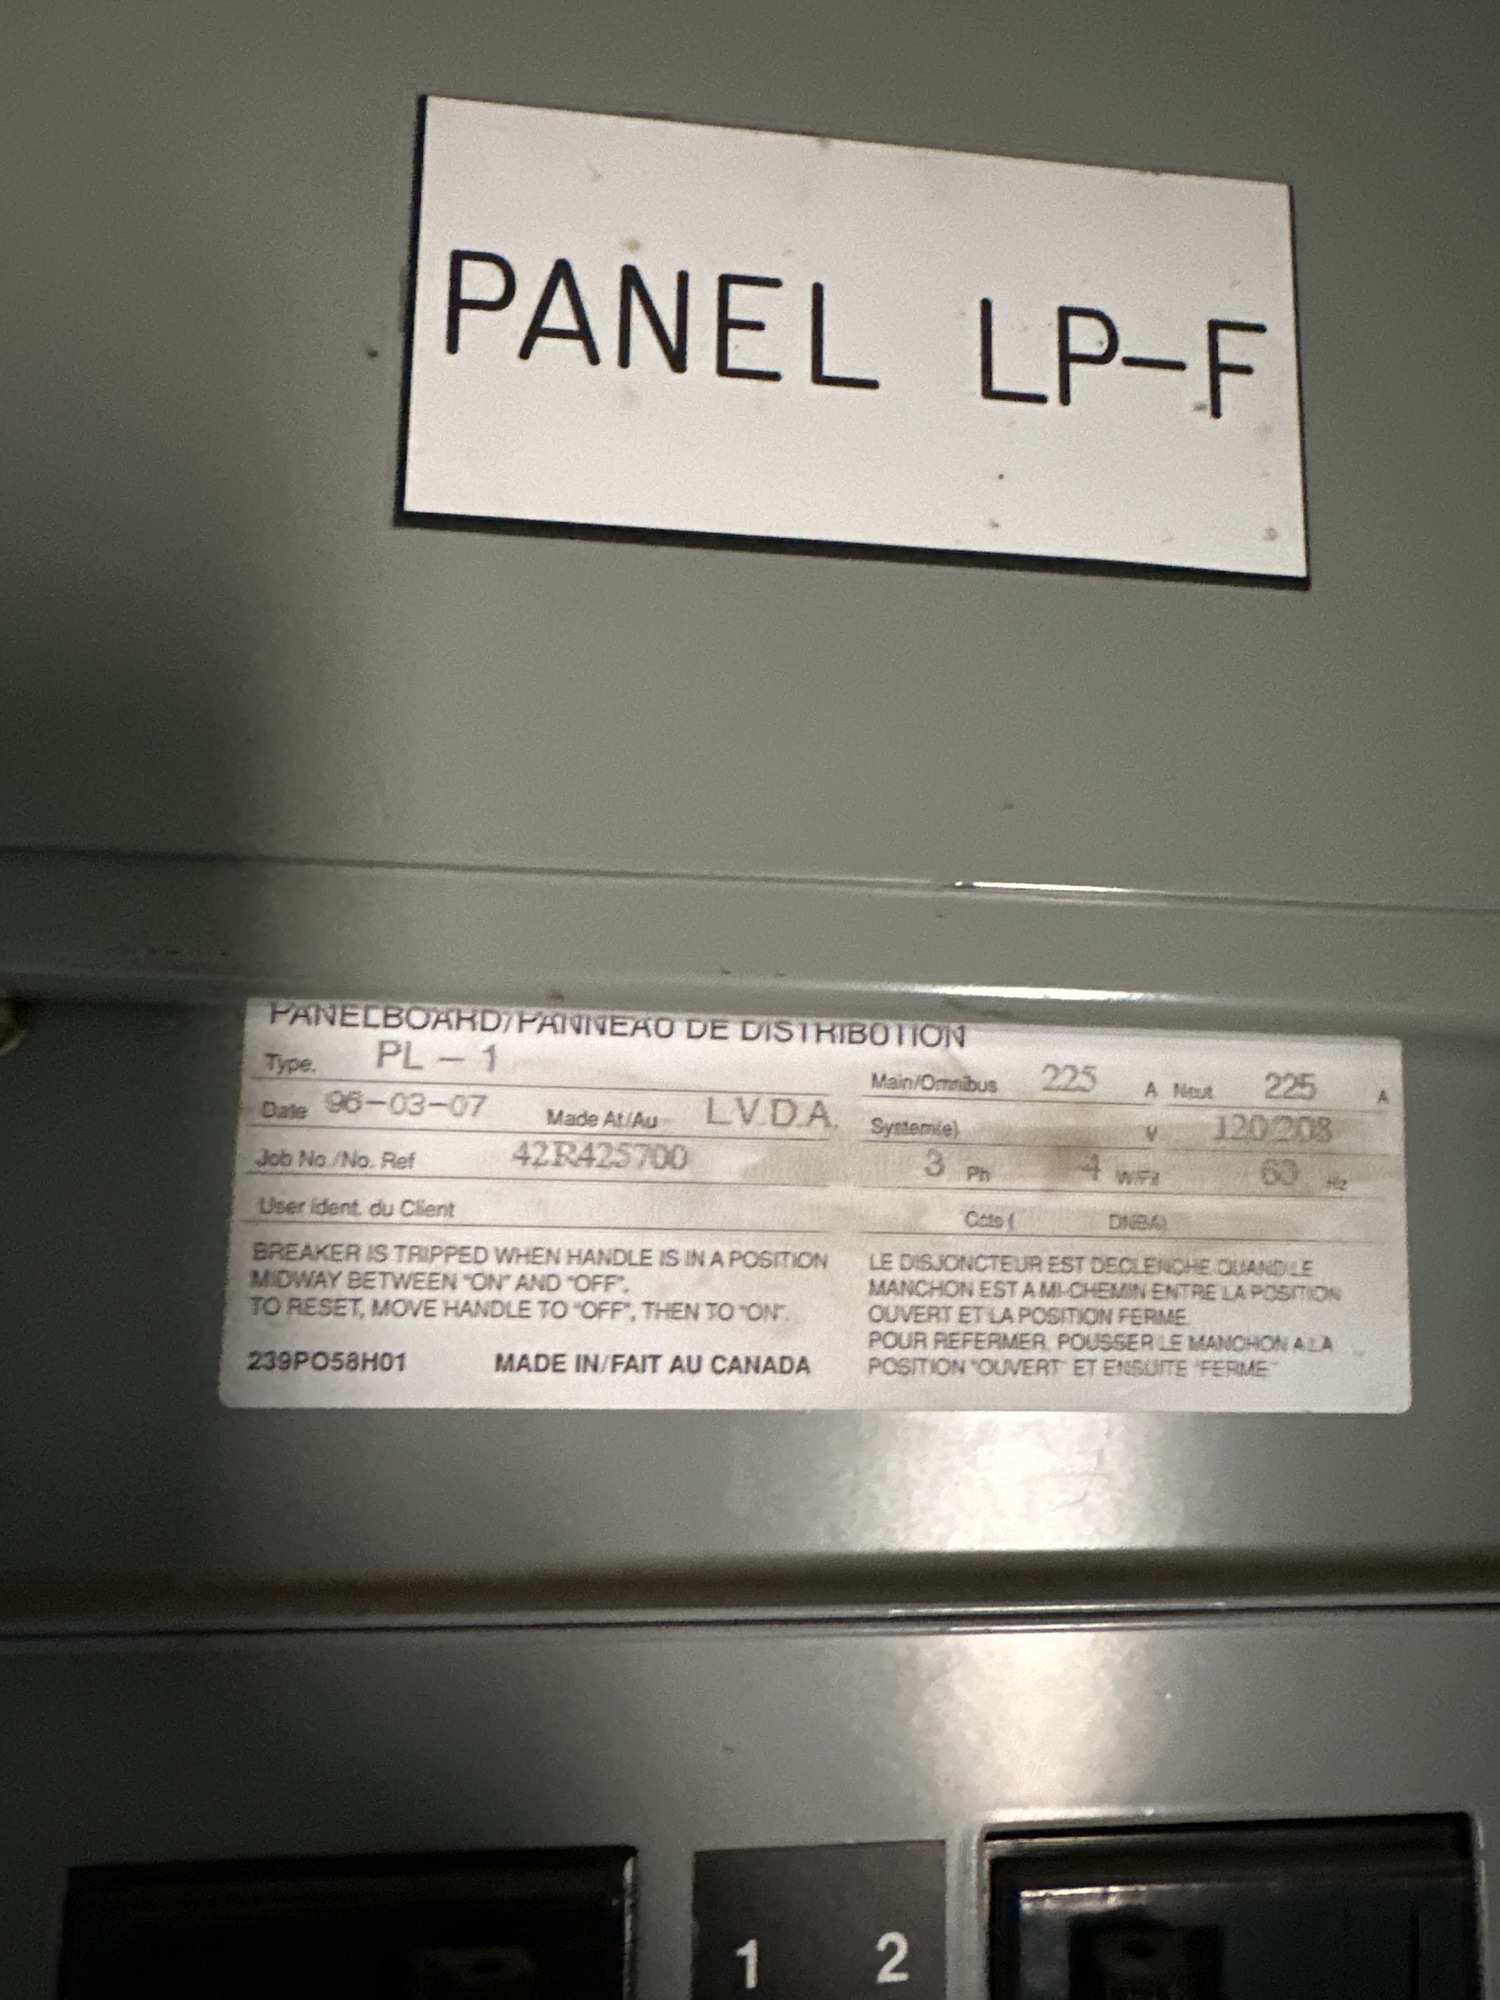 PANEL LP-F
PANELBOARD/PANNEAU DE DISTRIBUTION
Type. PL - 1
Main/Omnibus 225 A Neut 225 A
Date 96-03-07 Made At/Au L.V.D.A.
System(e) V 120/208
Job No./No. Ref 42R425700
3 Ph 4 W/Fil 60 Hz
User ident. du Client
Ccts (
BREAKER IS TRIPPED WHEN HANDLE IS IN A POSITION
MIDWAY BETWEEN "ON" AND "OFF".
TO RESET, MOVE HANDLE TO "OFF", THEN TO "ON".
239PO58H01 MADE IN/FAIT AU CANADA
LE DISJONCTEUR EST DECLENCHE QUAND LE
MANCHON EST A MI-CHEMIN ENTRE LA POSITION
OUVERT ET LA POSITION FERME.
POUR REFERMER, POUSSER LE MANCHON A LA
POSITION "OUVERT" ET ENSUITE "FERME"
1 2